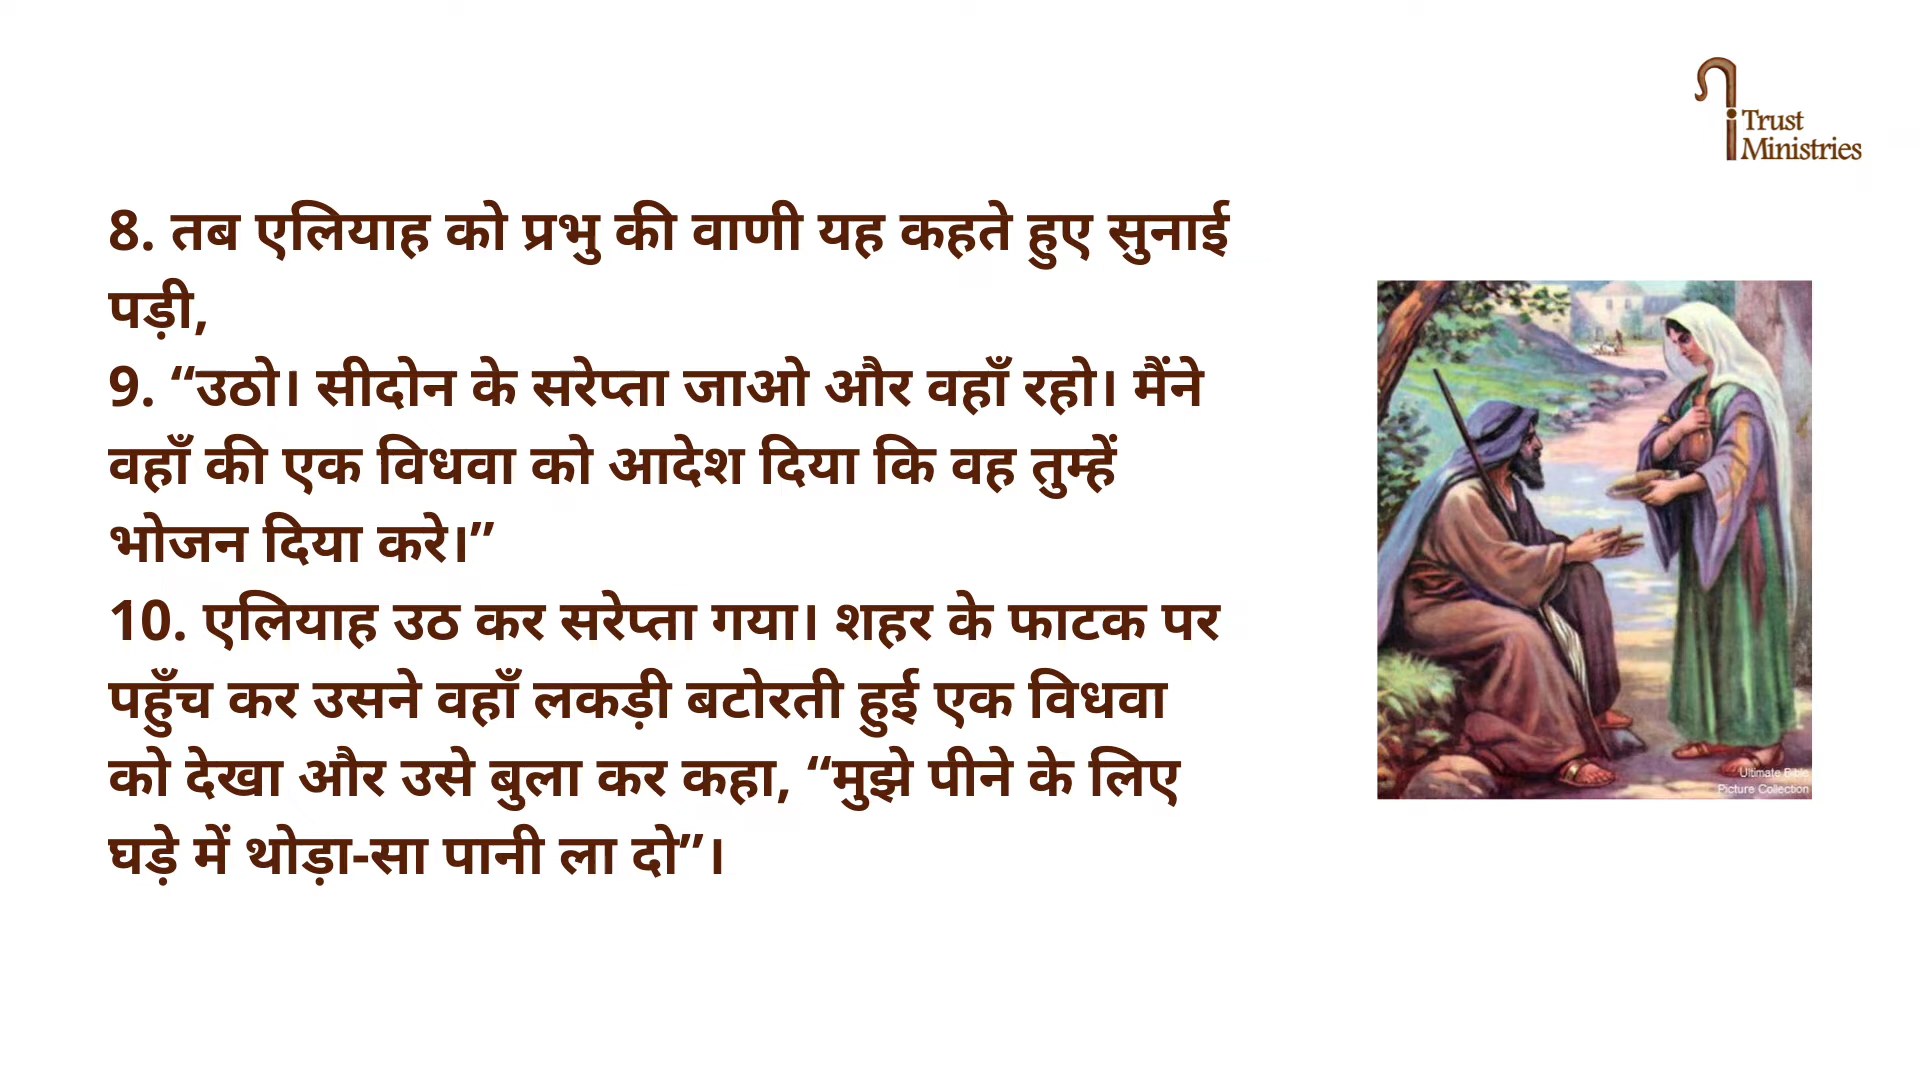 Trust
Ministries
8. तब एलियाह को प्रभु की वाणी यह कहते हुए सुनाई
पड़ी,
9. “उठो। सीदोन के सरेप्ता जाओ और वहाँ रहो। मैंने
वहाँ की एक विधवा को आदेश दिया कि वह तुम्हें
भोजन दिया करे।”
10. एलियाह उठ कर सरेप्ता गया। शहर के फाटक पर
पहुँच कर उसने वहाँ लकड़ी बटोरती हुई एक विधवा
को देखा और उसे बुला कर कहा, “मुझे पीने के लिए
घड़े में थोड़ा-सा पानी ला दो”।
Ultimate Bible
Picture Collection